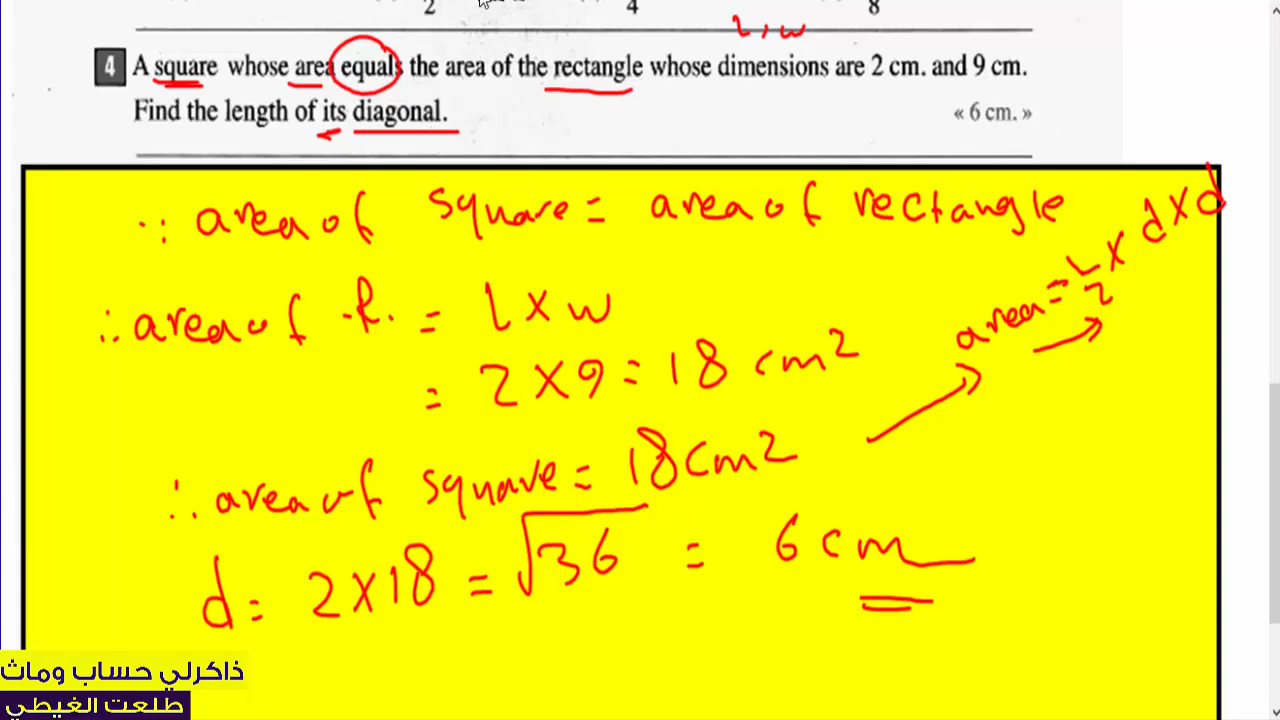 2 4 8
L , w
4 A square whose area equals the area of the rectangle whose dimensions are 2 cm. and 9 cm.
Find the length of its diagonal. « 6 cm. »
∵ area of square = area of rectangle
∴ area of R. = L × w
= 2 × 9 = 18 cm2
area = 1/2 × d × d
∴ area of square = 18 cm2
d = 2 × 18 = √36 = 6 cm
ذاكرلي حساب وماث
طلعت الغيطي